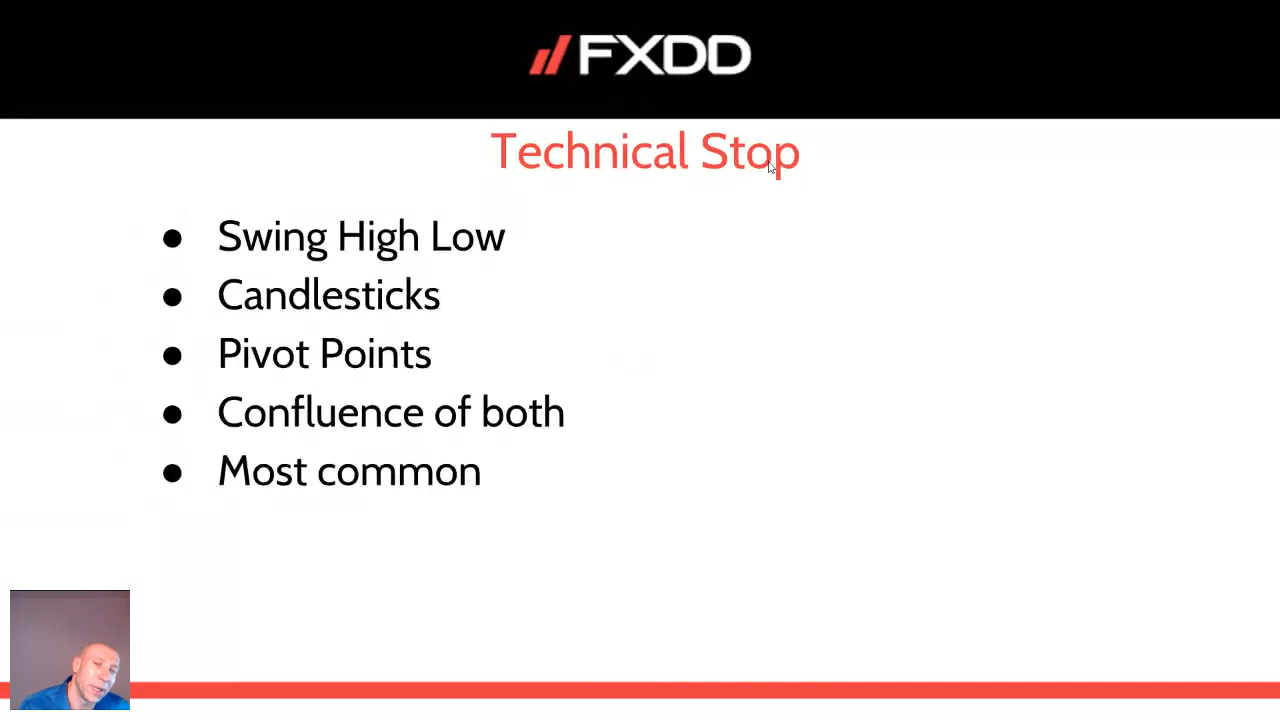 FXDD
Technical Stop
● Swing High Low
● Candlesticks
● Pivot Points
● Confluence of both
● Most common